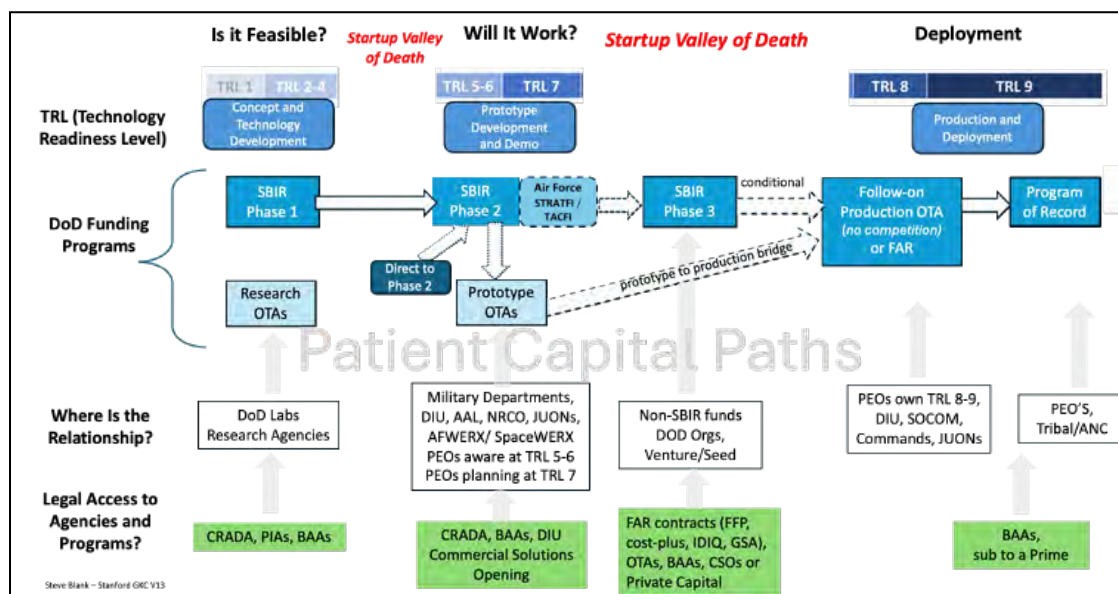 Is it Feasible?
Startup Valley
of Death
Will It Work?
Startup Valley of Death
Deployment
TRL (Technology
Readiness Level)
TRL 1
TRL 2-4
Concept and
Technology
Development
TRL 5-6
TRL 7
Prototype
Development
and Demo
TRL 8
TRL 9
Production and
Deployment
DoD Funding
Programs
SBIR
Phase 1
SBIR
Phase 2
Air Force
STRATFI /
TACFI
SBIR
Phase 3
conditional
Follow-on
Production OTA
(no competition)
or FAR
Program
of Record
Direct to
Phase 2
Research
OTAs
Prototype
OTAs
prototype to production bridge
Patient Capital Paths
Where Is the
Relationship?
DoD Labs
Research Agencies
Military Departments,
DIU, AAL, NRCO, JUONs,
AFWERX/ SpaceWERX
PEOs aware at TRL 5-6
PEOs planning at TRL 7
Non-SBIR funds
DOD Orgs,
Venture/Seed
PEOs own TRL 8-9,
DIU, SOCOM,
Commands, JUONs
PEO'S,
Tribal/ANC
Legal Access to
Agencies and
Programs?
CRADA, PIAs, BAAs
CRADA, BAAs, DIU
Commercial Solutions
Opening
FAR contracts (FFP,
cost-plus, IDIQ, GSA),
OTAs, BAAs, CSOs or
Private Capital
BAAs,
sub to a Prime
Steve Blank – Stanford GKC V13